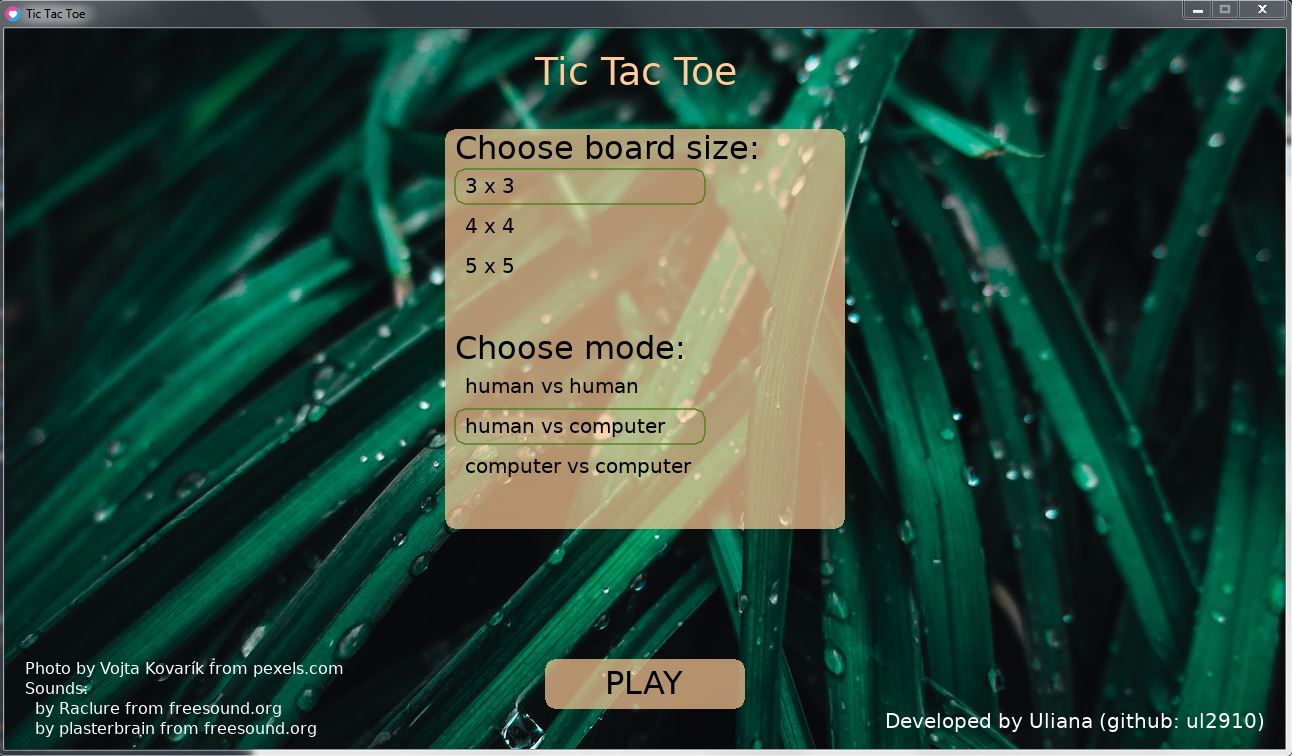 Tic Tac Toe
Tic Tac Toe
Choose board size:
3 x 3
4 x 4
5 x 5
Choose mode:
human vs human
human vs computer
computer vs computer
PLAY
Photo by Vojta Kovarík from pexels.com
Sounds:
by Raclure from freesound.org
by plasterbrain from freesound.org
Developed by Uliana (github: ul2910)